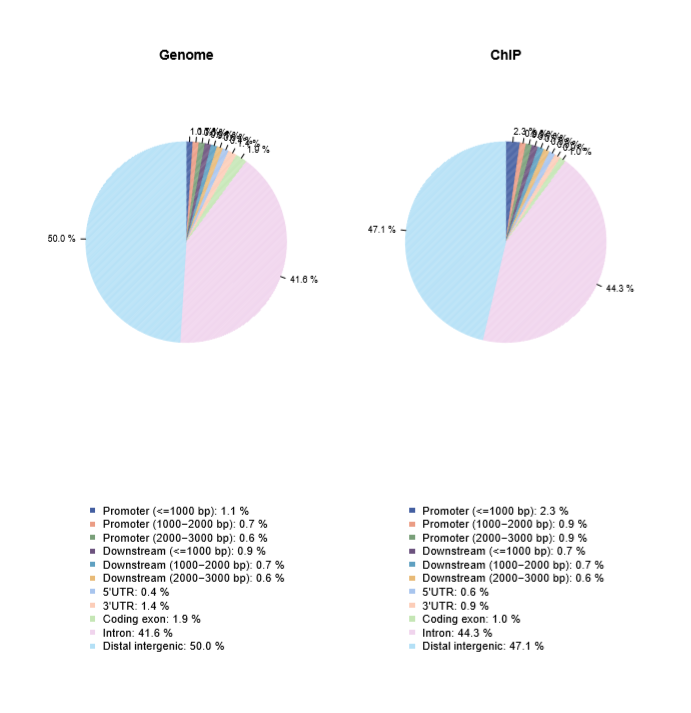 Genome
ChIP
1.9 %
50.0 %
41.6 %
2.3 %
1.0 %
47.1 %
44.3 %
Promoter (<=1000 bp): 1.1 %
Promoter (1000−2000 bp): 0.7 %
Promoter (2000−3000 bp): 0.6 %
Downstream (<=1000 bp): 0.9 %
Downstream (1000−2000 bp): 0.7 %
Downstream (2000−3000 bp): 0.6 %
5'UTR: 0.4 %
3'UTR: 1.4 %
Coding exon: 1.9 %
Intron: 41.6 %
Distal intergenic: 50.0 %
Promoter (<=1000 bp): 2.3 %
Promoter (1000−2000 bp): 0.9 %
Promoter (2000−3000 bp): 0.9 %
Downstream (<=1000 bp): 0.7 %
Downstream (1000−2000 bp): 0.7 %
Downstream (2000−3000 bp): 0.6 %
5'UTR: 0.6 %
3'UTR: 0.9 %
Coding exon: 1.0 %
Intron: 44.3 %
Distal intergenic: 47.1 %